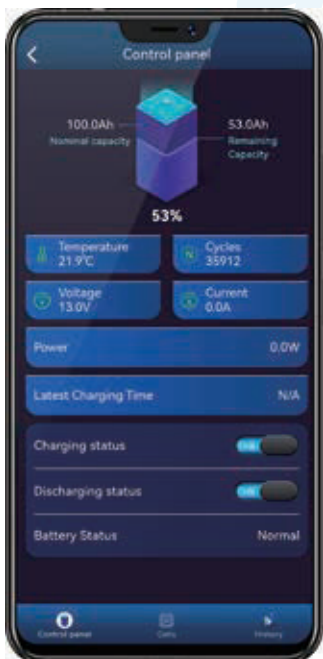 Control panel
100.0Ah
Nominal capacity
53.0Ah
Remaining
Capacity
53%
Temperature
21.9℃
Cycles
35912
Voltage
13.0V
Current
0.0A
Power 0.0W
Latest Charging Time N/A
Charging status
Discharging status
Battery Status Normal
Control panel
History